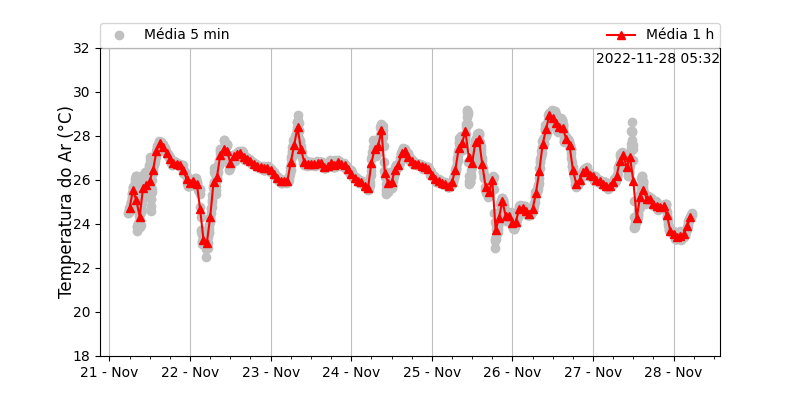 Média 5 min
Média 1 h
2022-11-28 05:32
Temperatura do Ar (°C)
32
30
28
26
24
22
20
18
21 - Nov
22 - Nov
23 - Nov
24 - Nov
25 - Nov
26 - Nov
27 - Nov
28 - Nov